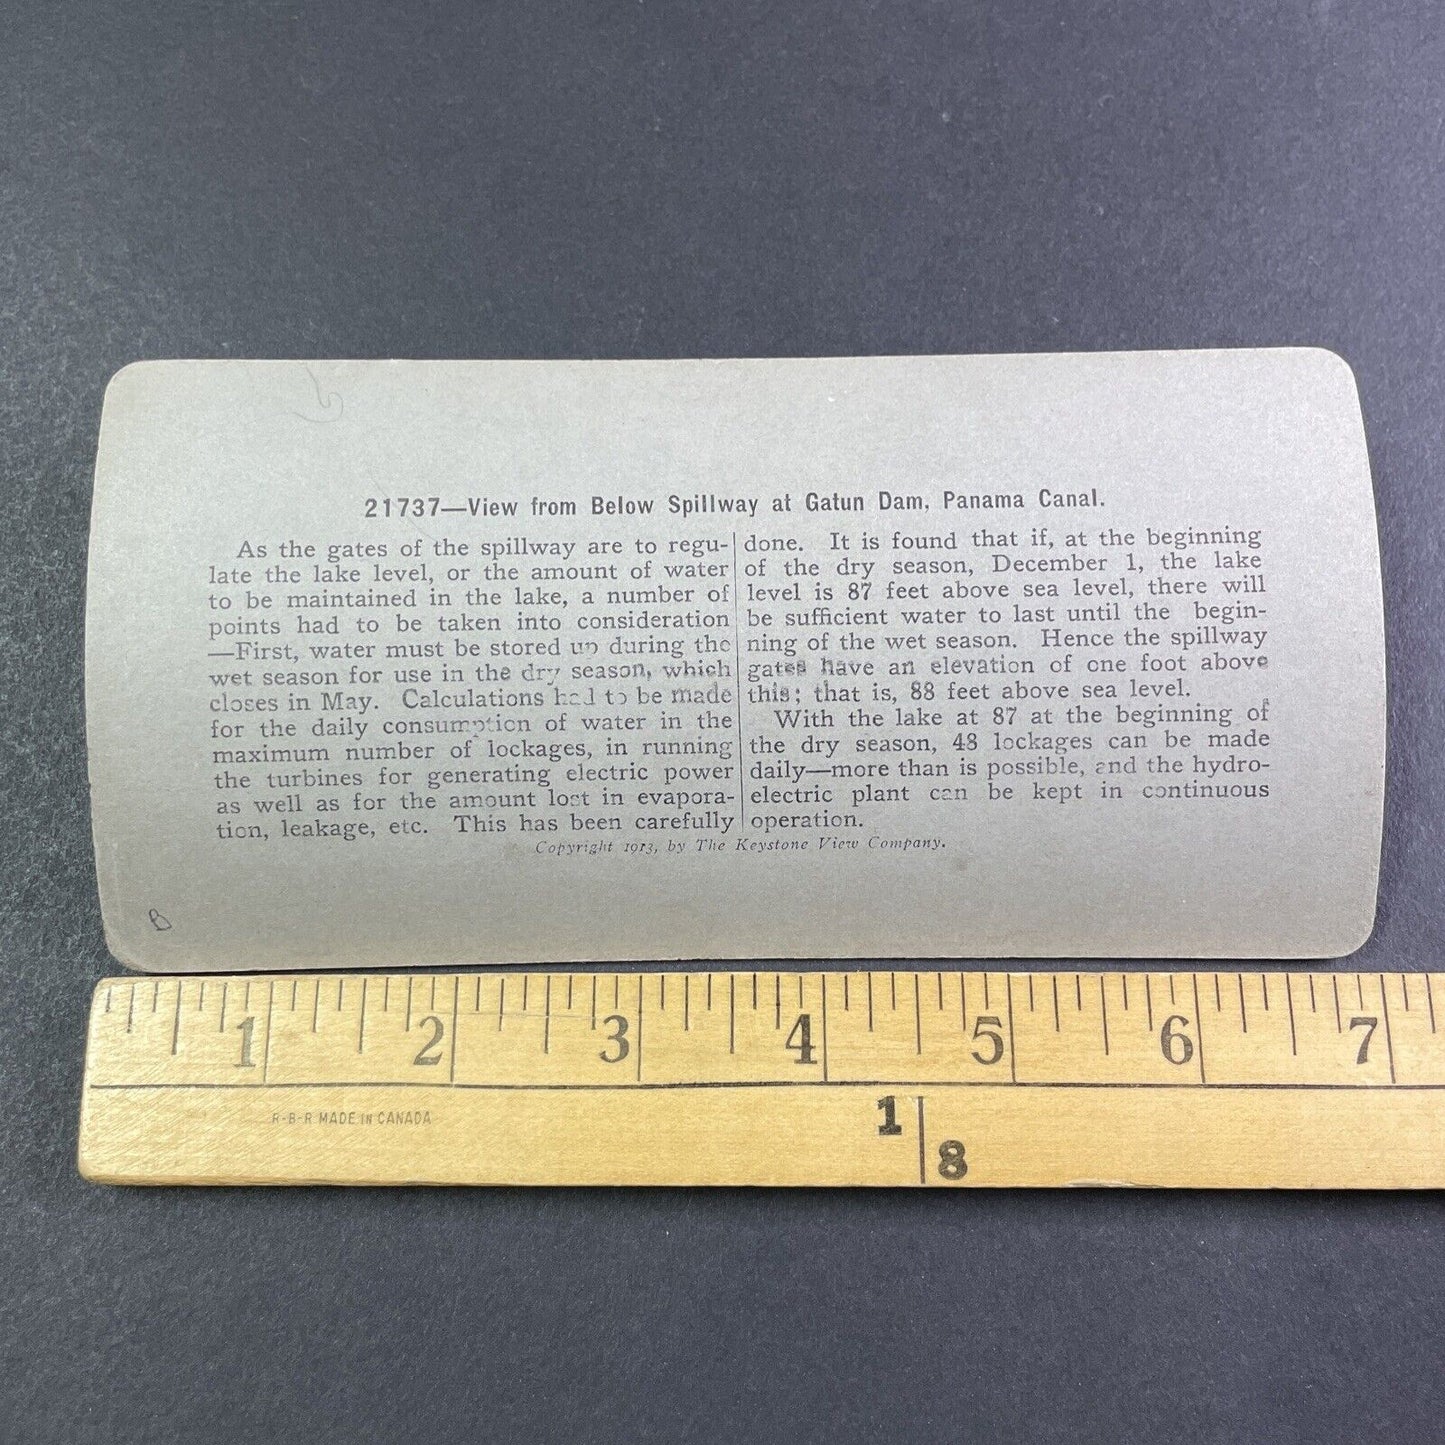 21737—View from Below Spillway at Gatun Dam, Panama Canal.
As the gates of the spillway are to regu-
late the lake level, or the amount of water
to be maintained in the lake, a number of
points had to be taken into consideration
—First, water must be stored up during the
wet season for use in the dry season, which
closes in May. Calculations had to be made
for the daily consumption of water in the
maximum number of lockages, in running
the turbines for generating electric power
as well as for the amount lost in evapora-
tion, leakage, etc. This has been carefully
done. It is found that if, at the beginning
of the dry season, December 1, the lake
level is 87 feet above sea level, there will
be sufficient water to last until the begin-
ning of the wet season. Hence the spillway
gates have an elevation of one foot above
this; that is, 88 feet above sea level.
With the lake at 87 at the beginning of
the dry season, 48 lockages can be made
daily—more than is possible, and the hydro-
electric plant can be kept in continuous
operation.
Copyright 1913, by The Keystone View Company.
B
1 2 3 4 5 6 7
R-B-R MADE IN CANADA
1
8